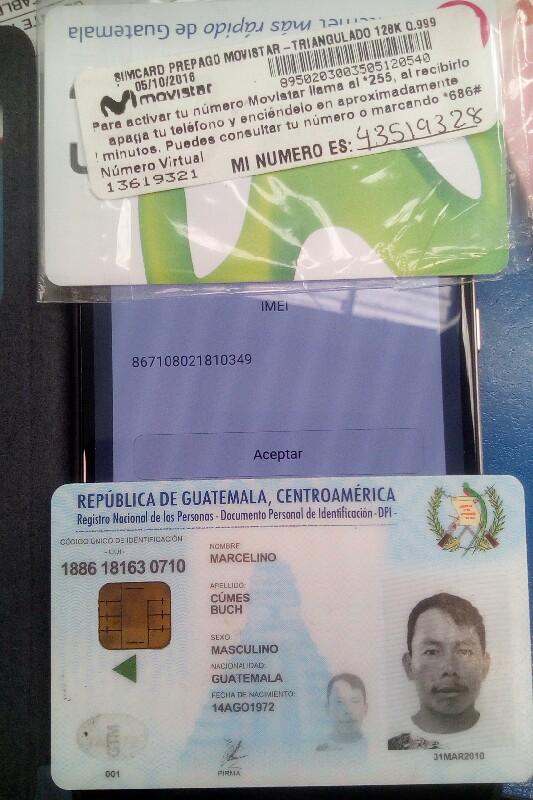 Internet más rápido de Guatemala
SIMCARD PREPAGO MOVISTAR -TRIANGULADO 128K Q.999
05/10/2016
8950203003505120540
movistar
Para activar tu número Movistar llama al *255, al recibirlo
apaga tu teléfono y enciéndelo en aproximadamente
minutos. Puedes consultar tu número o marcando *686#
Número Virtual
MI NUMERO ES: 43519328
13619321
IMEI
867108021810349
Aceptar
REPÚBLICA DE GUATEMALA, CENTROAMÉRICA
Registro Nacional de las Personas - Documento Personal de Identificación -DPI -
CÓDIGO ÚNICO DE IDENTIFICACIÓN
- CUI -
1886 18163 0710
NOMBRE:
MARCELINO
APELLIDO:
CÚMES
BUCH
SEXO:
MASCULINO
NACIONALIDAD:
GUATEMALA
FECHA DE NACIMIENTO:
14AGO1972
GTM
001
FIRMA
31MAR2010